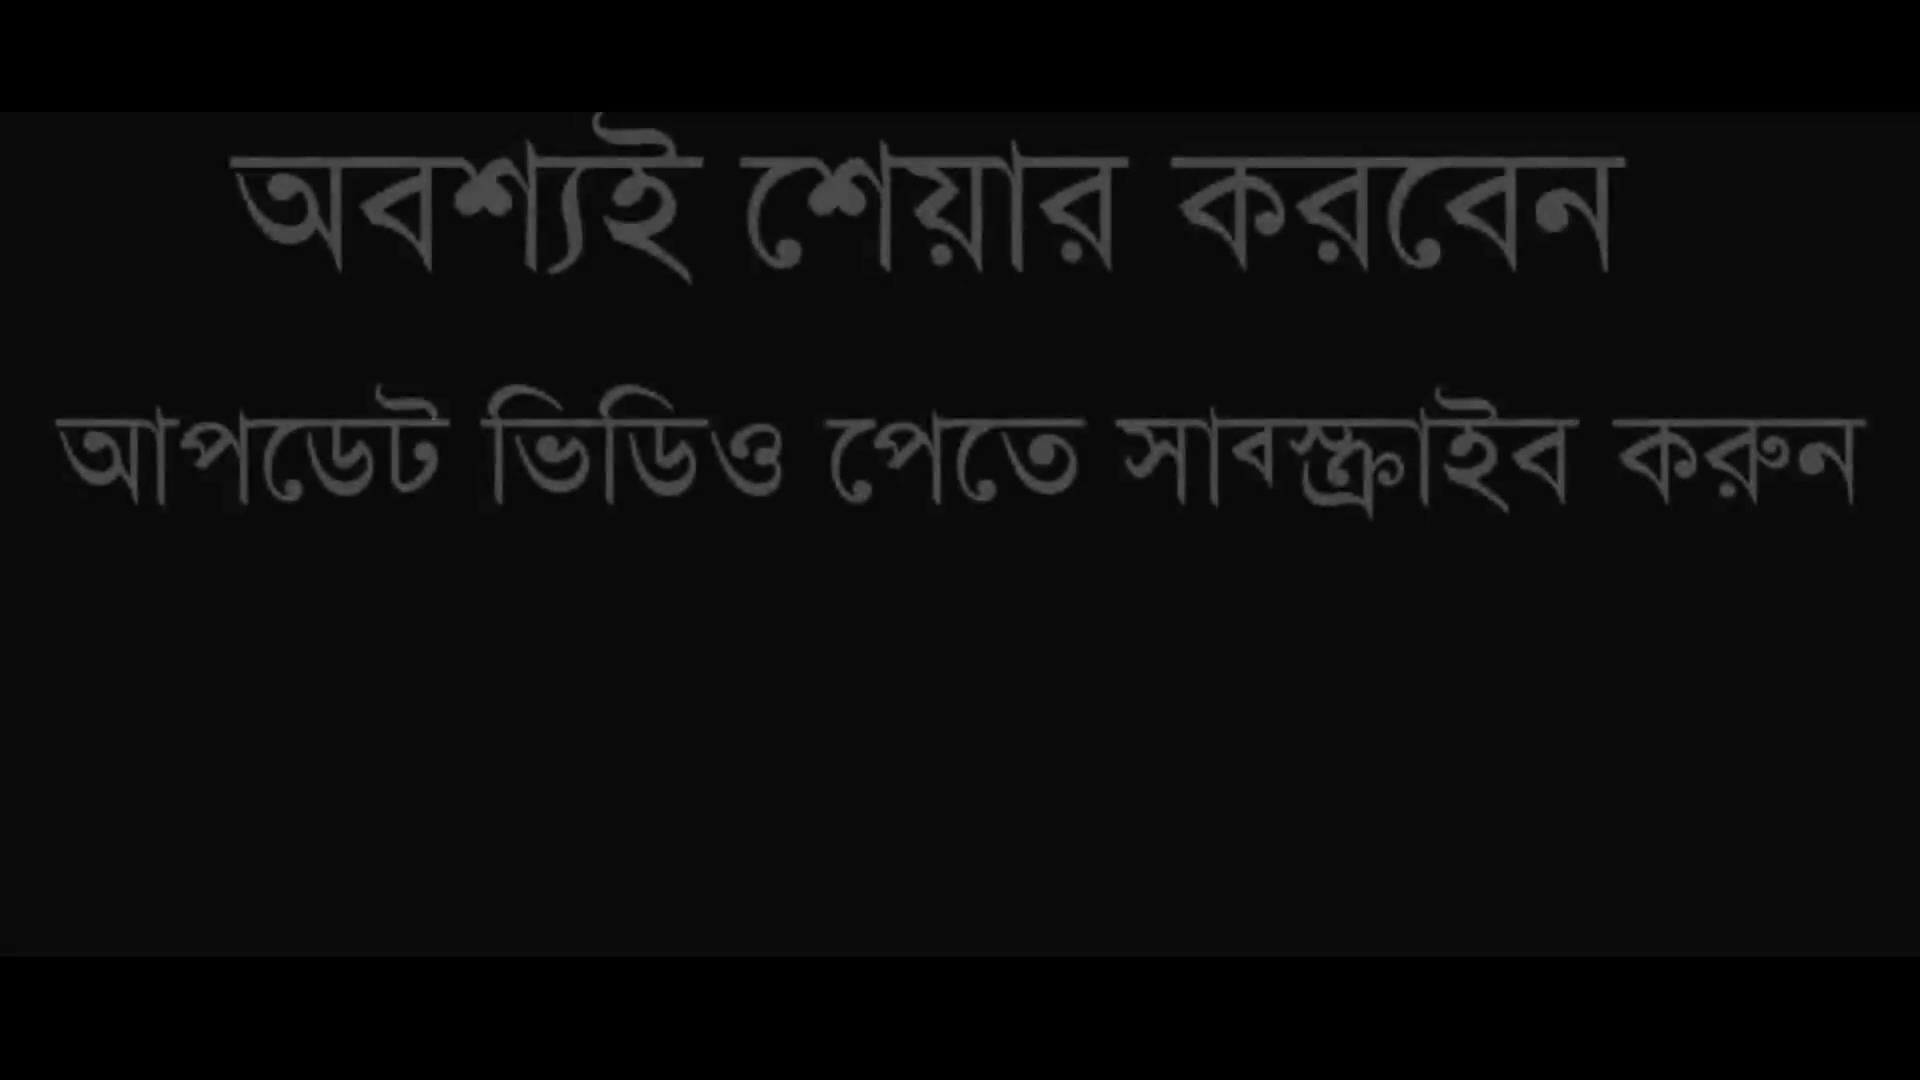 অবশ্যই শেয়ার করবেন
আপডেট ভিডিও পেতে সাবস্ক্রাইব করুন